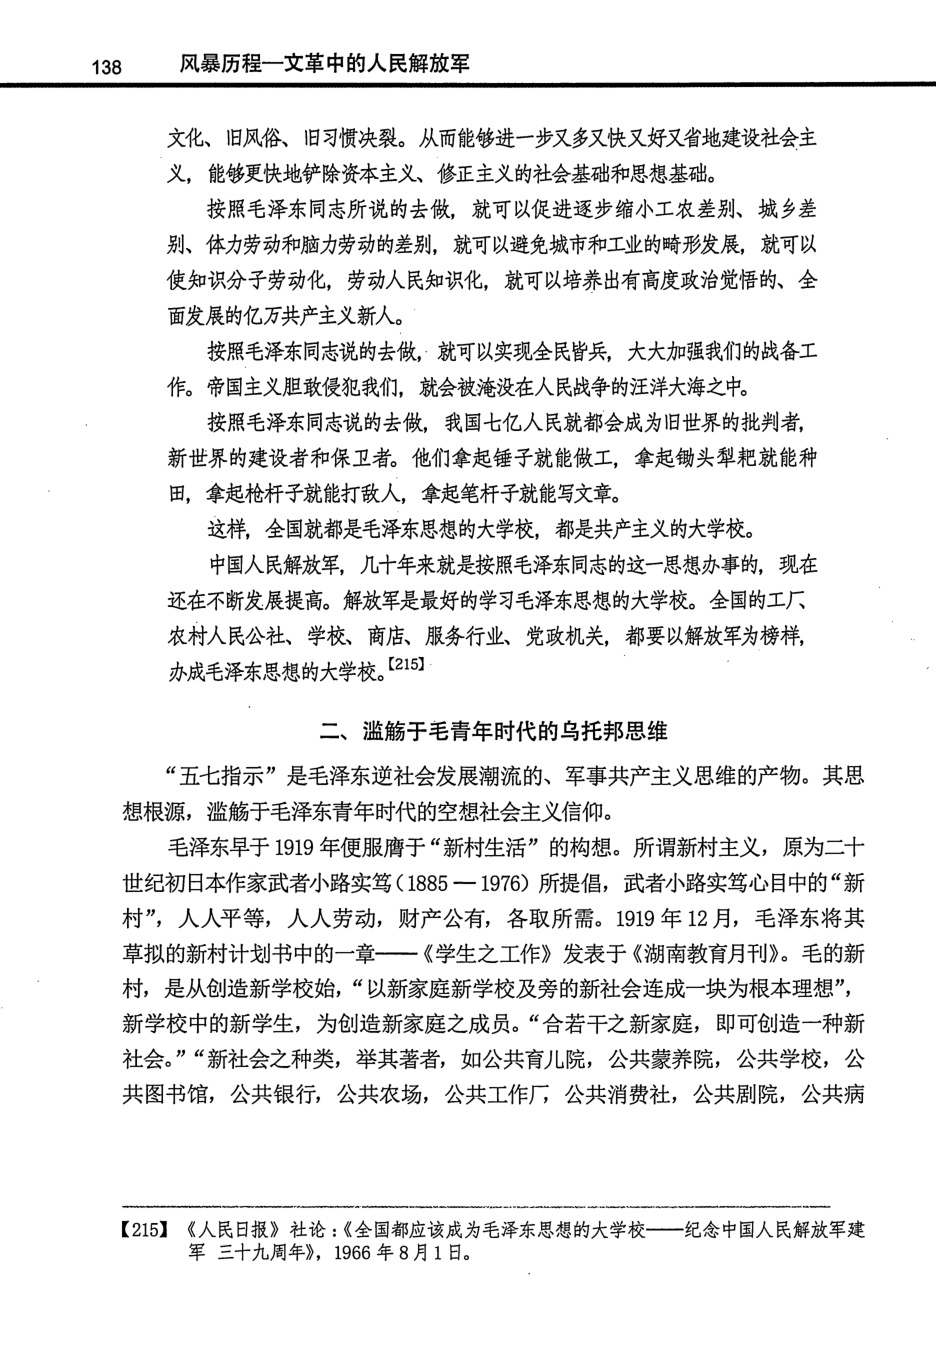 138 风暴历程—文革中的人民解放军
文化、旧风俗、旧习惯决裂。从而能够进一步又多又快又好又省地建设社会主
义，能够更快地铲除资本主义、修正主义的社会基础和思想基础。
按照毛泽东同志所说的去做，就可以促进逐步缩小工农差别、城乡差
别、体力劳动和脑力劳动的差别，就可以避免城市和工业的畸形发展，就可以
使知识分子劳动化，劳动人民知识化，就可以培养出有高度政治觉悟的、全
面发展的亿万共产主义新人。
按照毛泽东同志说的去做，就可以实现全民皆兵，大大加强我们的战备工
作。帝国主义胆敢侵犯我们，就会被淹没在人民战争的汪洋大海之中。
按照毛泽东同志说的去做，我国七亿人民就都会成为旧世界的批判者，
新世界的建设者和保卫者。他们拿起锤子就能做工，拿起锄头犁耙就能种
田，拿起枪杆子就能打敌人，拿起笔杆子就能写文章。
这样，全国就都是毛泽东思想的大学校，都是共产主义的大学校。
中国人民解放军，几十年来就是按照毛泽东同志的这一思想办事的，现在
还在不断发展提高。解放军是最好的学习毛泽东思想的大学校。全国的工厂、
农村人民公社、学校、商店、服务行业、党政机关，都要以解放军为榜样，
办成毛泽东思想的大学校。【215】
二、滥觞于毛青年时代的乌托邦思维
“五七指示”是毛泽东逆社会发展潮流的、军事共产主义思维的产物。其思
想根源，滥觞于毛泽东青年时代的空想社会主义信仰。
毛泽东早于1919年便服膺于“新村生活”的构想。所谓新村主义，原为二十
世纪初日本作家武者小路实笃（1885—1976）所提倡，武者小路实笃心目中的“新
村”，人人平等，人人劳动，财产公有，各取所需。1919年12月，毛泽东将其
草拟的新村计划书中的一章——《学生之工作》发表于《湖南教育月刊》。毛的新
村，是从创造新学校始，“以新家庭新学校及旁的新社会连成一块为根本理想”，
新学校中的新学生，为创造新家庭之成员。“合若干之新家庭，即可创造一种新
社会。”“新社会之种类，举其著者，如公共育儿院，公共蒙养院，公共学校，公
共图书馆，公共银行，公共农场，公共工作厂，公共消费社，公共剧院，公共病
【215】《人民日报》社论：《全国都应该成为毛泽东思想的大学校——纪念中国人民解放军建
军 三十九周年》，1966年8月1日。